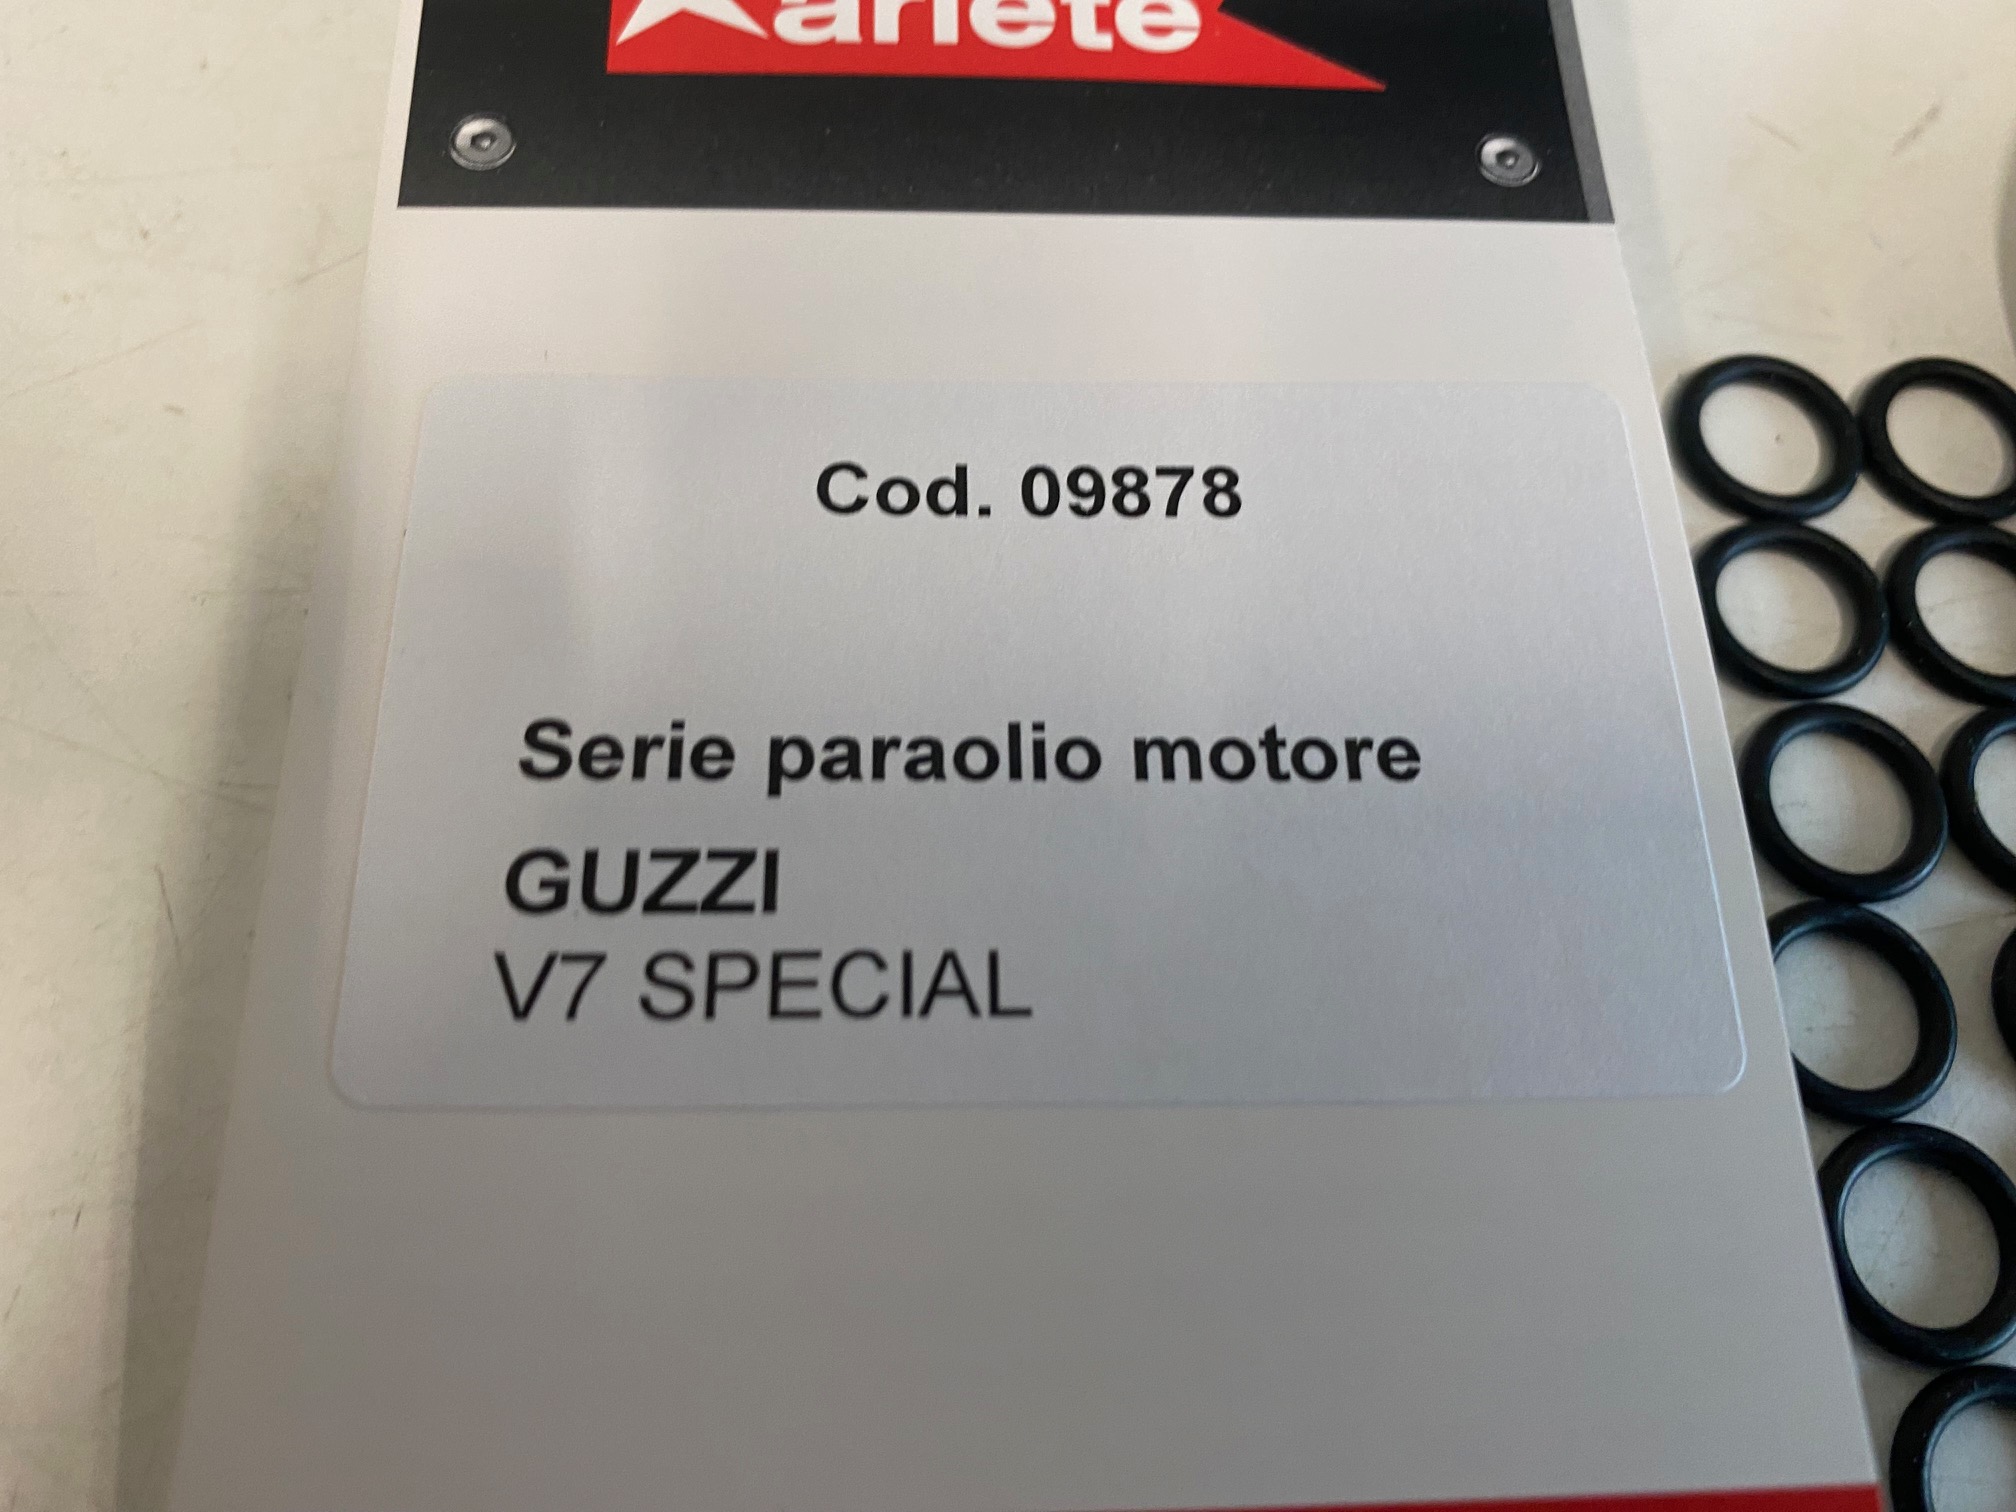 ariete
Cod. 09878
Serie paraolio motore
GUZZI
V7 SPECIAL